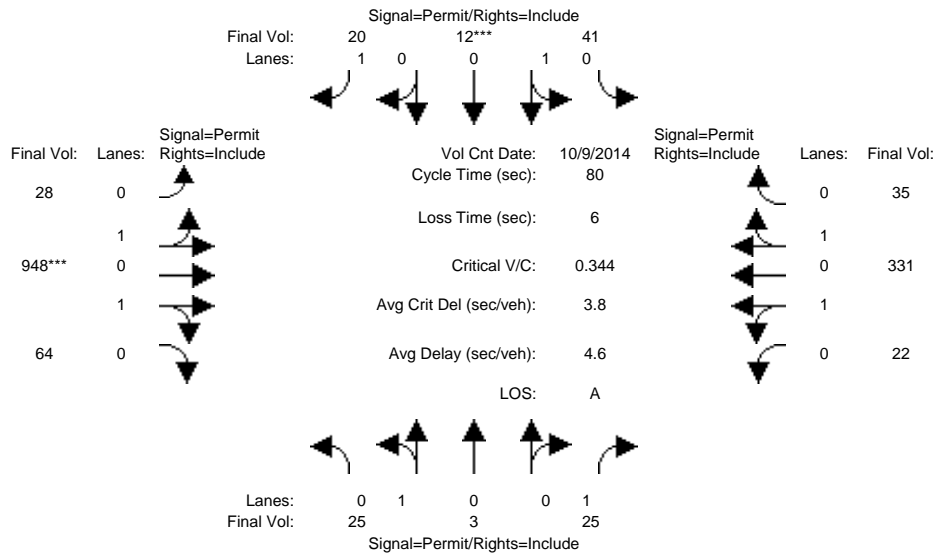 Signal=Permit/Rights=Include
Final Vol: 20 12*** 41
Lanes: 1 0 0 1 0
Signal=Permit Signal=Permit
Final Vol: Lanes: Rights=Include Vol Cnt Date: 10/9/2014 Rights=Include Lanes: Final Vol:
Cycle Time (sec): 80
28 0 0 35
Loss Time (sec): 6
1 1
948*** 0 Critical V/C: 0.344 0 331
1 Avg Crit Del (sec/veh): 3.8 1
64 0 Avg Delay (sec/veh): 4.6 0 22
LOS: A
Lanes: 0 1 0 0 1
Final Vol: 25 3 25
Signal=Permit/Rights=Include